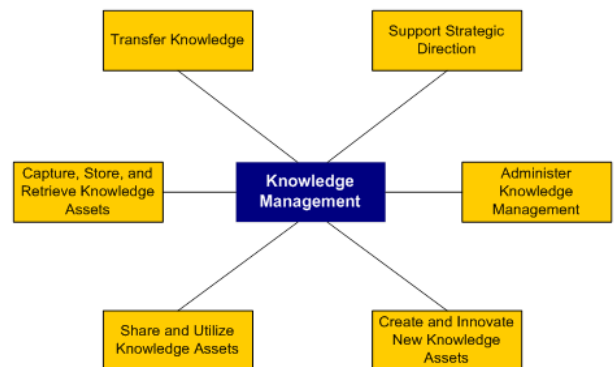 Transfer Knowledge
Support Strategic
Direction
Capture, Store, and
Retrieve Knowledge
Assets
Knowledge
Management
Administer
Knowledge
Management
Share and Utilize
Knowledge Assets
Create and Innovate
New Knowledge
Assets